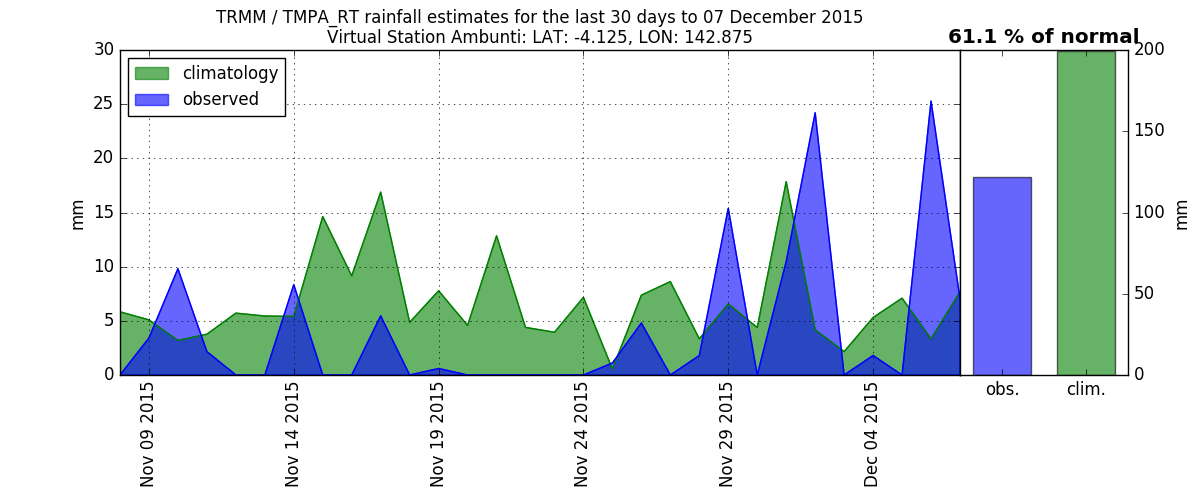 TRMM / TMPA_RT rainfall estimates for the last 30 days to 07 December 2015
Virtual Station Ambunti: LAT: -4.125, LON: 142.875
61.1 % of normal
climatology
observed
30
25
20
15
10
5
0
mm
Nov 09 2015
Nov 14 2015
Nov 19 2015
Nov 24 2015
Nov 29 2015
Dec 04 2015
200
150
100
50
0
mm
obs.
clim.